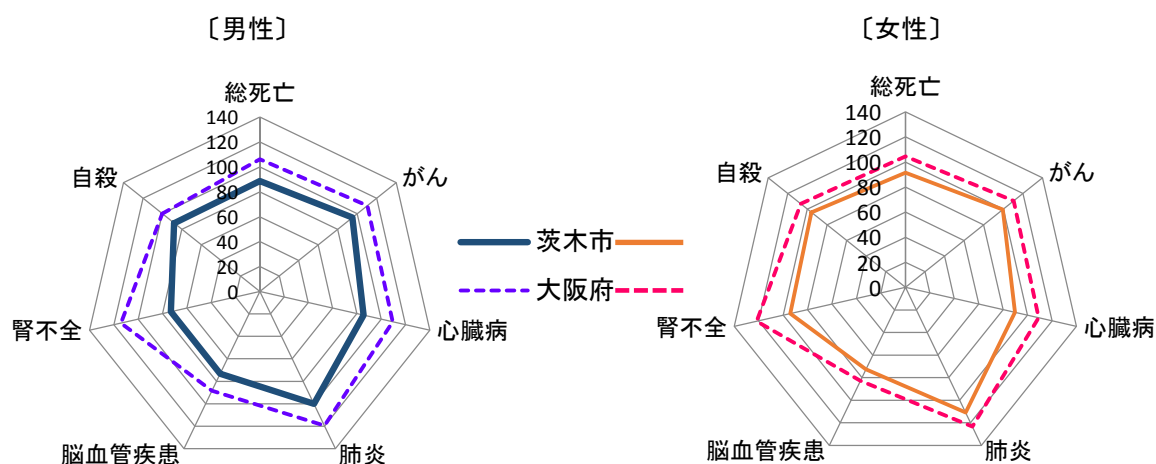 〔男性〕
総死亡
140
120
100
80
60
40
20
0
がん
心臓病
肺炎
脳血管疾患
腎不全
自殺
茨木市
大阪府
〔女性〕
総死亡
140
120
100
80
60
40
20
0
がん
心臓病
肺炎
脳血管疾患
腎不全
自殺